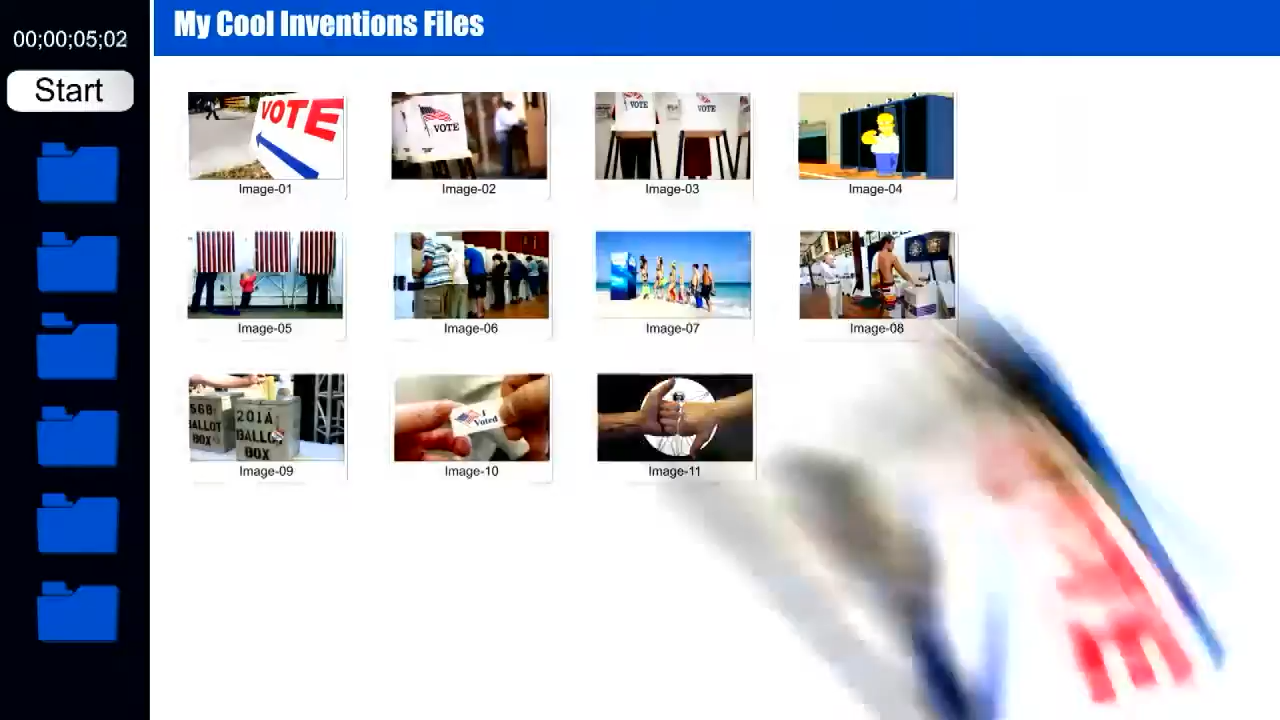 My Cool Inventions Files
00;00;05;02
Start
VOTE
VOTE
VOTE
VOTE
Image-01
Image-02
Image-03
Image-04
Image-05
Image-06
Image-07
Image-08
568
BALLOT
BOX
201A
BALLO
BOX
I
Voted
Image-09
Image-10
Image-11